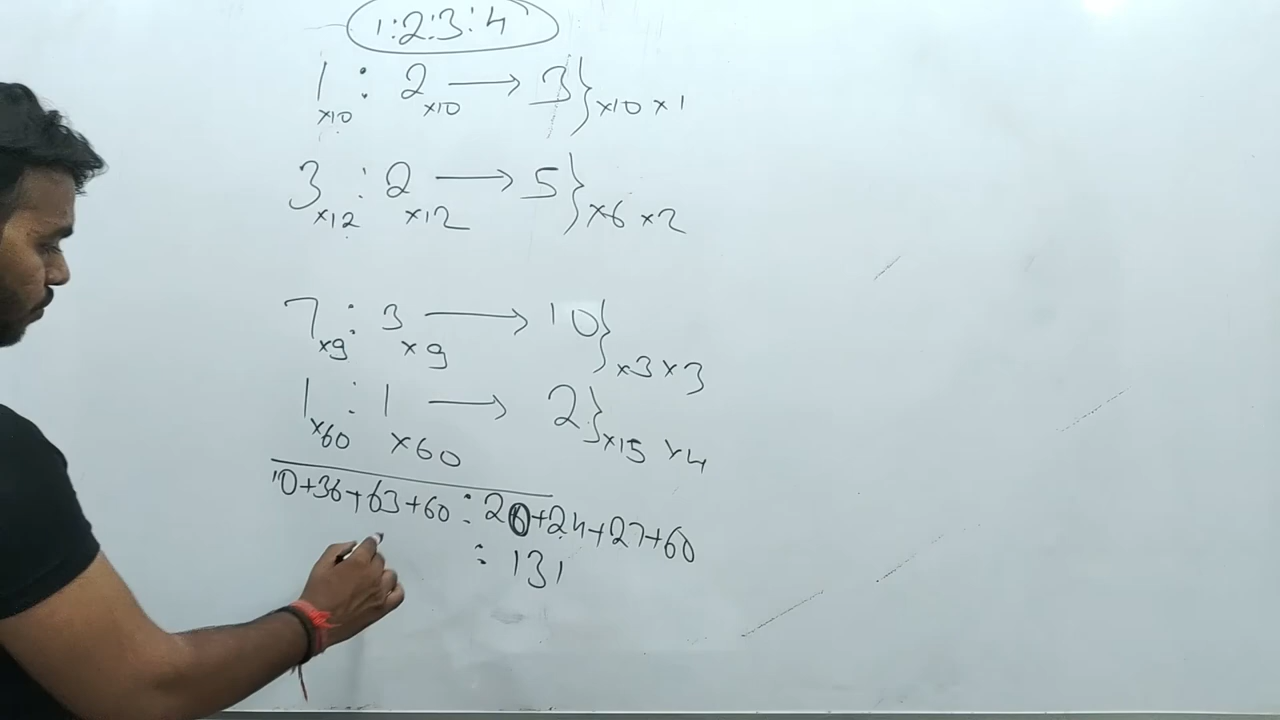 1:2:3:4
1 : 2 → 3 } ×10 ×1
×10 ×10
3 : 2 → 5 } ×6 ×2
×12 ×12
7 : 3 → 10 } ×3 ×3
×9 ×9
1 : 1 → 2 } ×15 ×4
×60 ×60
10+36+63+60 : 20+24+27+60
: 131